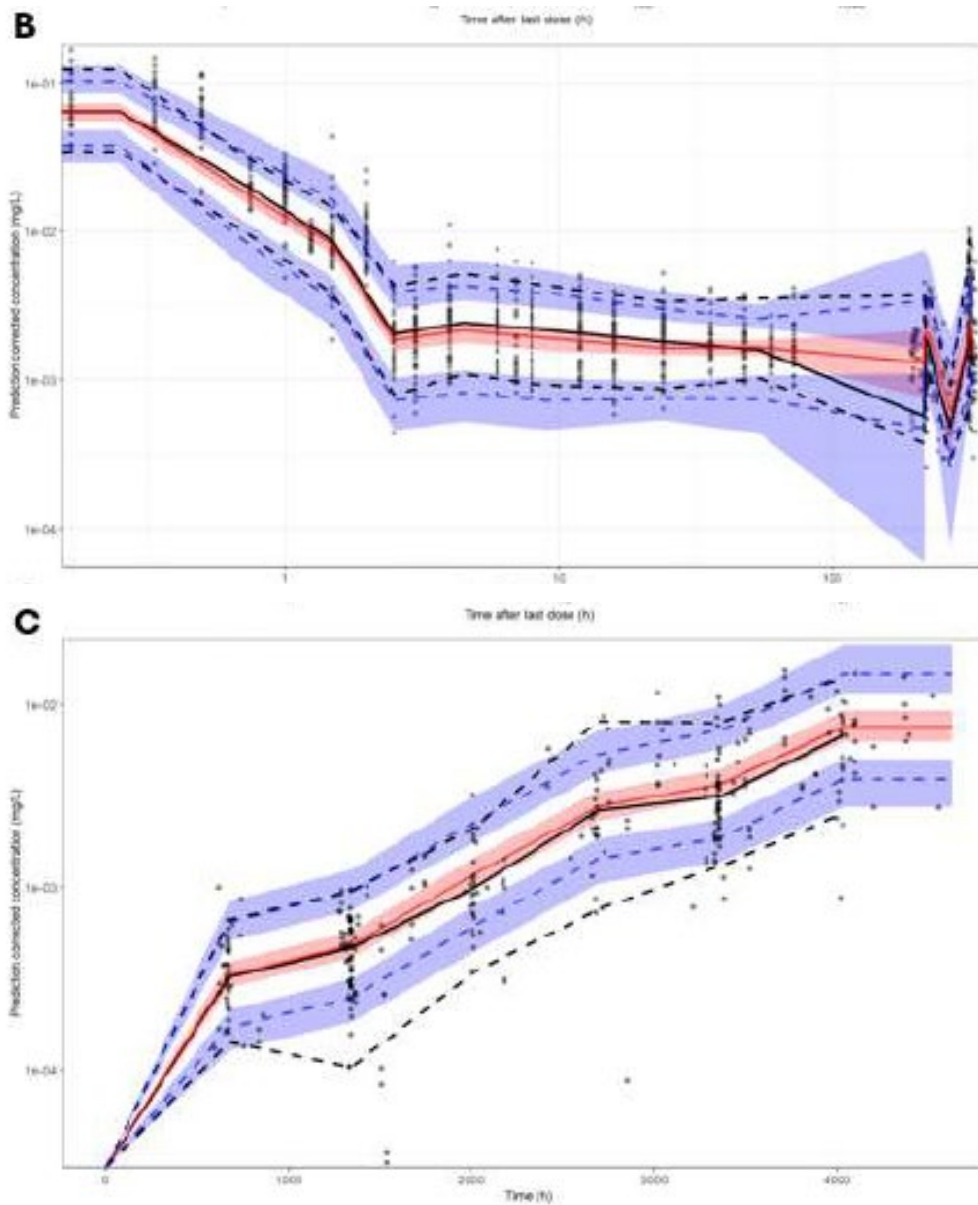 Time after last dose (h)
B
1e-01
1e-02
1e-03
1e-04
Prediction corrected concentration (mg/L)
1
10
100
Time after last dose (h)
C
1e-02
1e-03
1e-04
Prediction corrected concentration (mg/L)
0
1000
2000
3000
4000
Time (h)